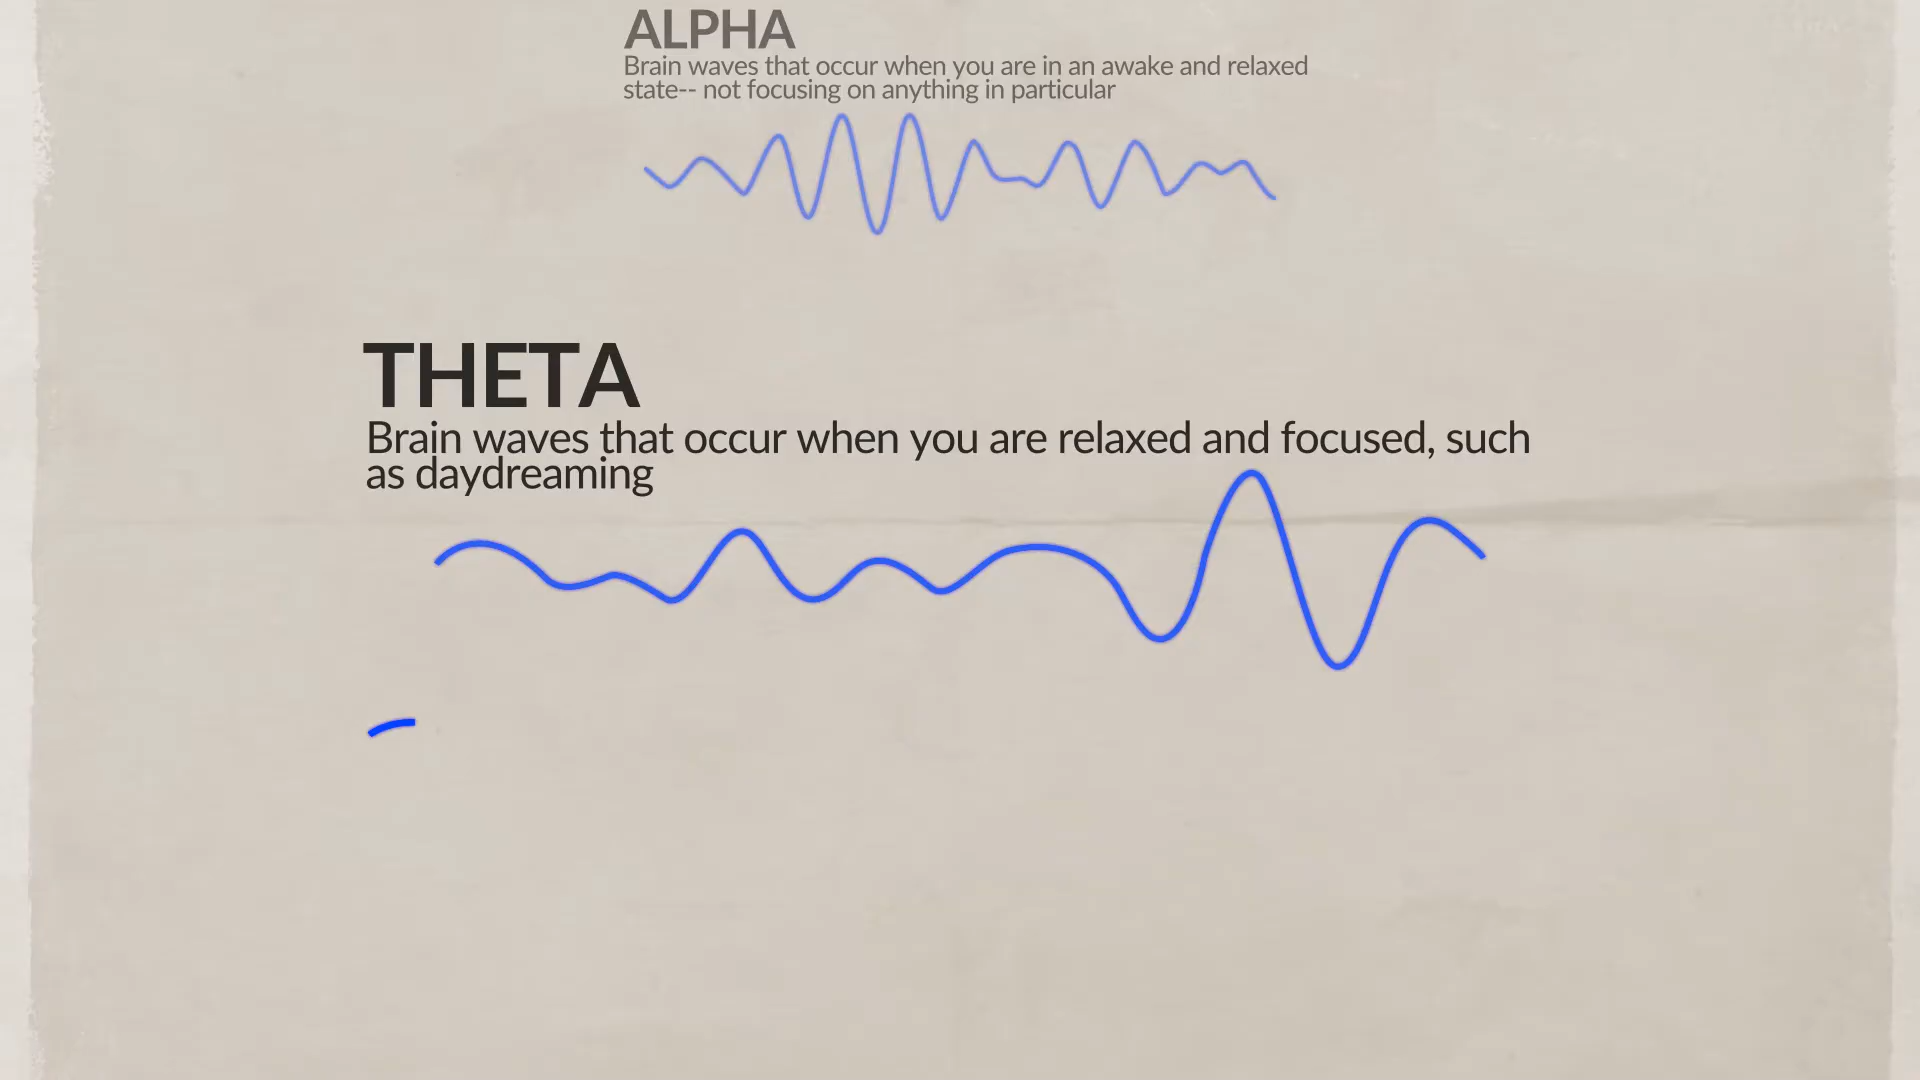 ALPHA
Brain waves that occur when you are in an awake and relaxed
state-- not focusing on anything in particular
THETA
Brain waves that occur when you are relaxed and focused, such
as daydreaming